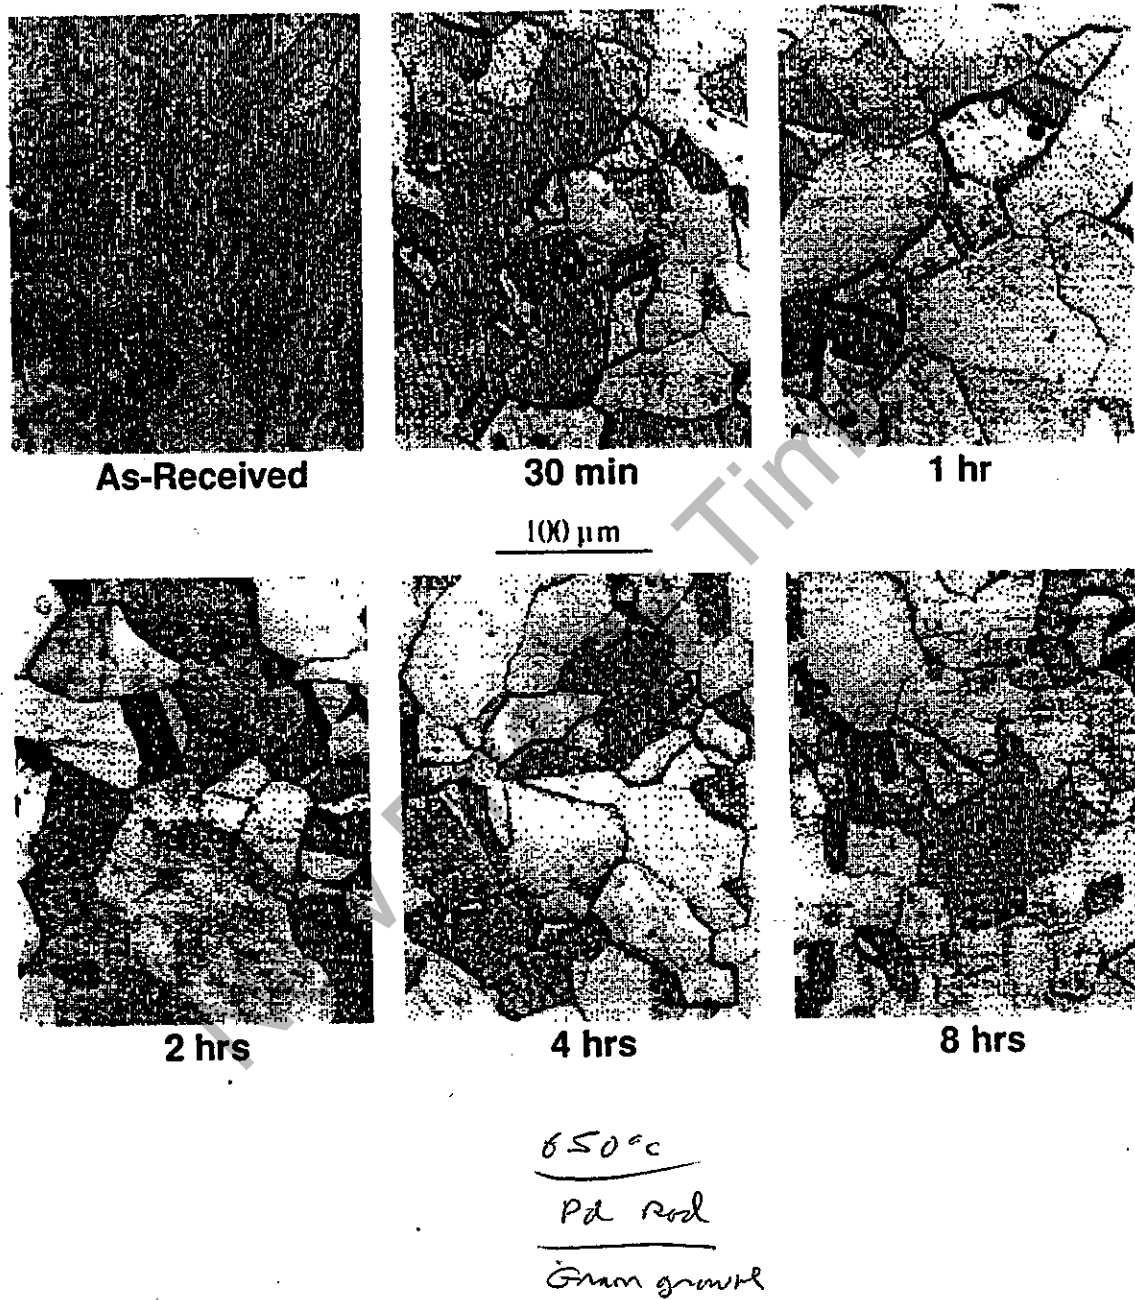 As-Received
30 min
1 hr
100 µm
2 hrs
4 hrs
8 hrs
650°C
Pd Rod
Grain growth